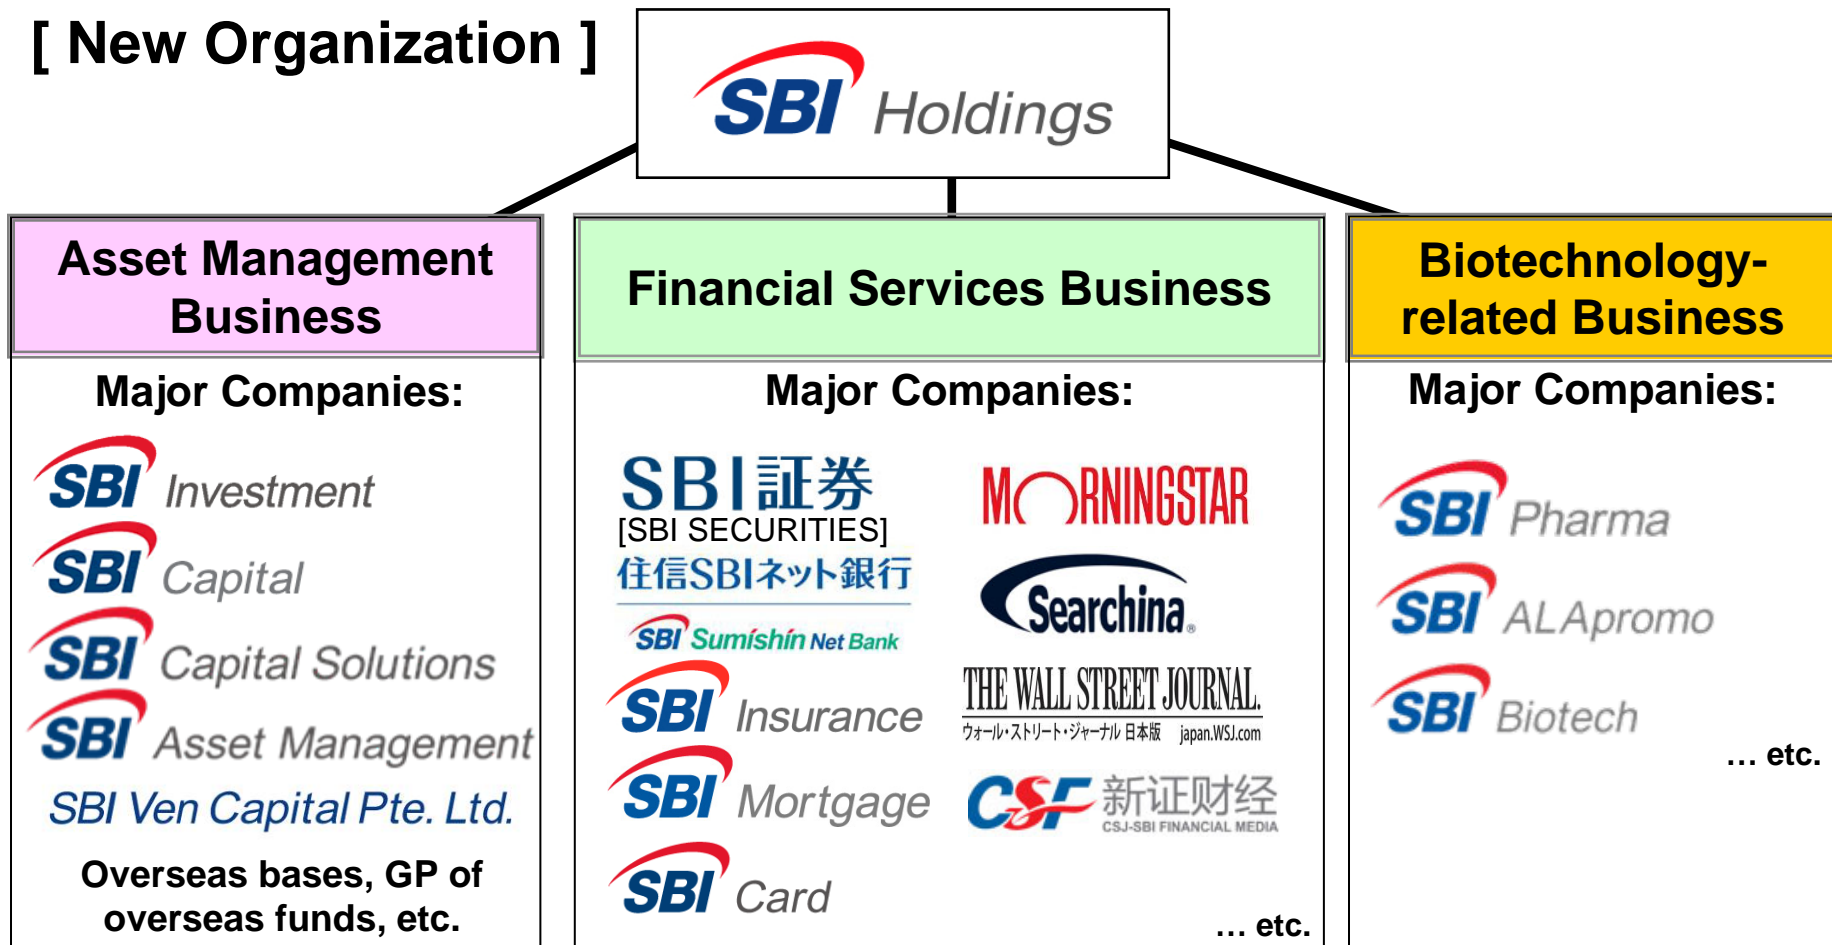 [ New Organization ]
SBI Holdings
Asset Management
Business
Major Companies:
SBI Investment
SBI Capital
SBI Capital Solutions
SBI Asset Management
SBI Ven Capital Pte. Ltd.
Overseas bases, GP of
overseas funds, etc.
Financial Services Business
Major Companies:
SBI証券
[SBI SECURITIES]
住信SBIネット銀行
SBI Sumishin Net Bank
SBI Insurance
SBI Mortgage
SBI Card
MORNINGSTAR
Searchina®
THE WALL STREET JOURNAL.
ウォール・ストリート・ジャーナル 日本版 japan.WSJ.com
CSF 新证财经
CSJ-SBI FINANCIAL MEDIA
... etc.
Biotechnology-
related Business
Major Companies:
SBI Pharma
SBI ALApromo
SBI Biotech
... etc.